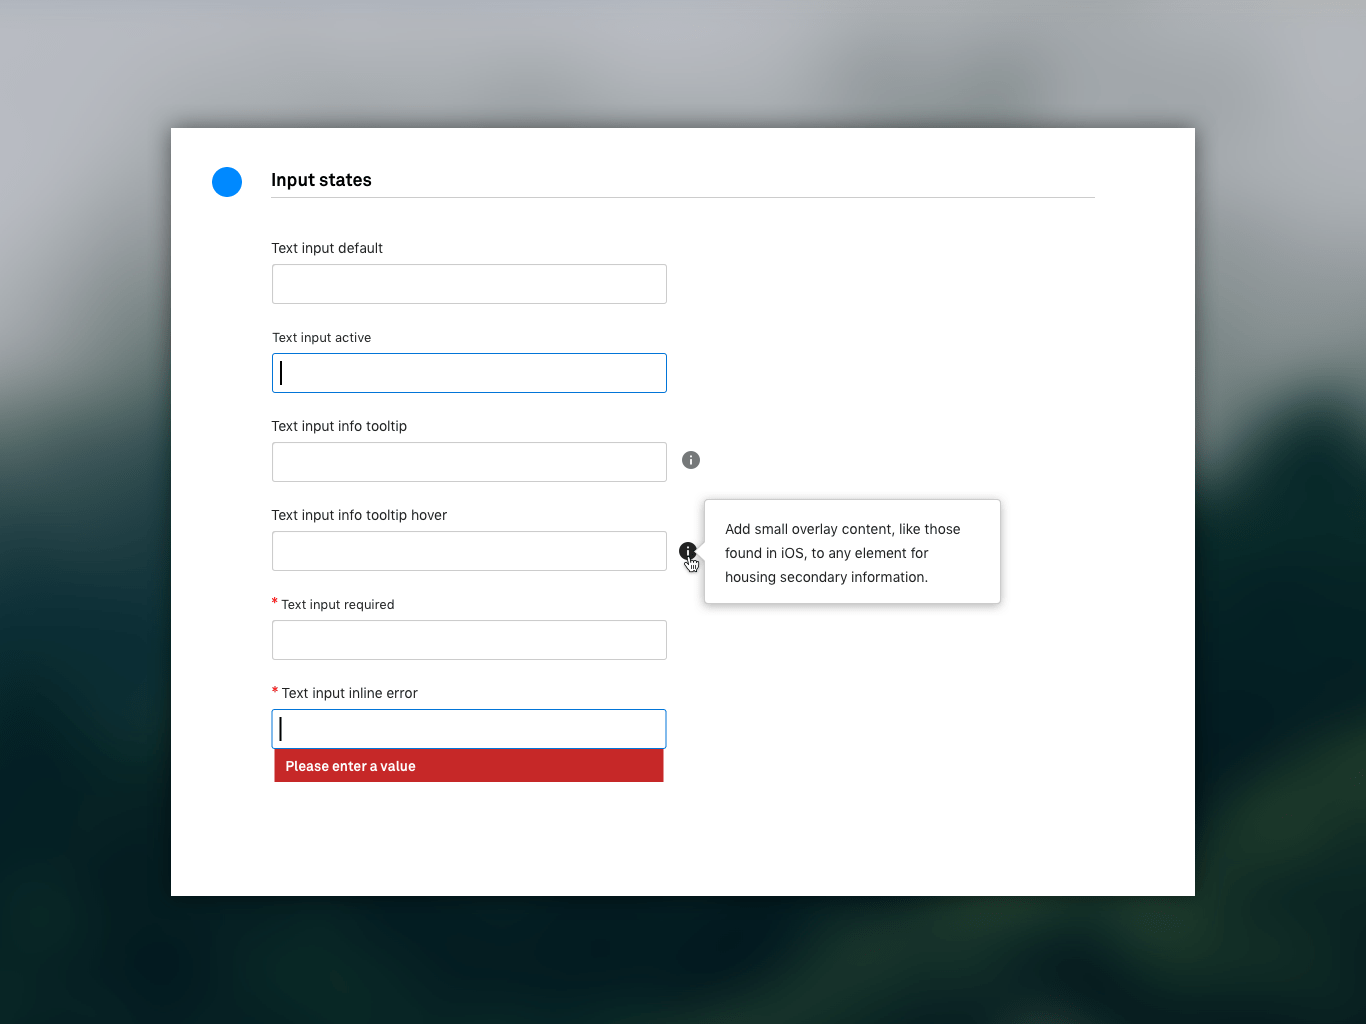 Input states
Text input default
Text input active
Text input info tooltip
Text input info tooltip hover
Add small overlay content, like those
found in iOS, to any element for
housing secondary information.
* Text input required
* Text input inline error
Please enter a value